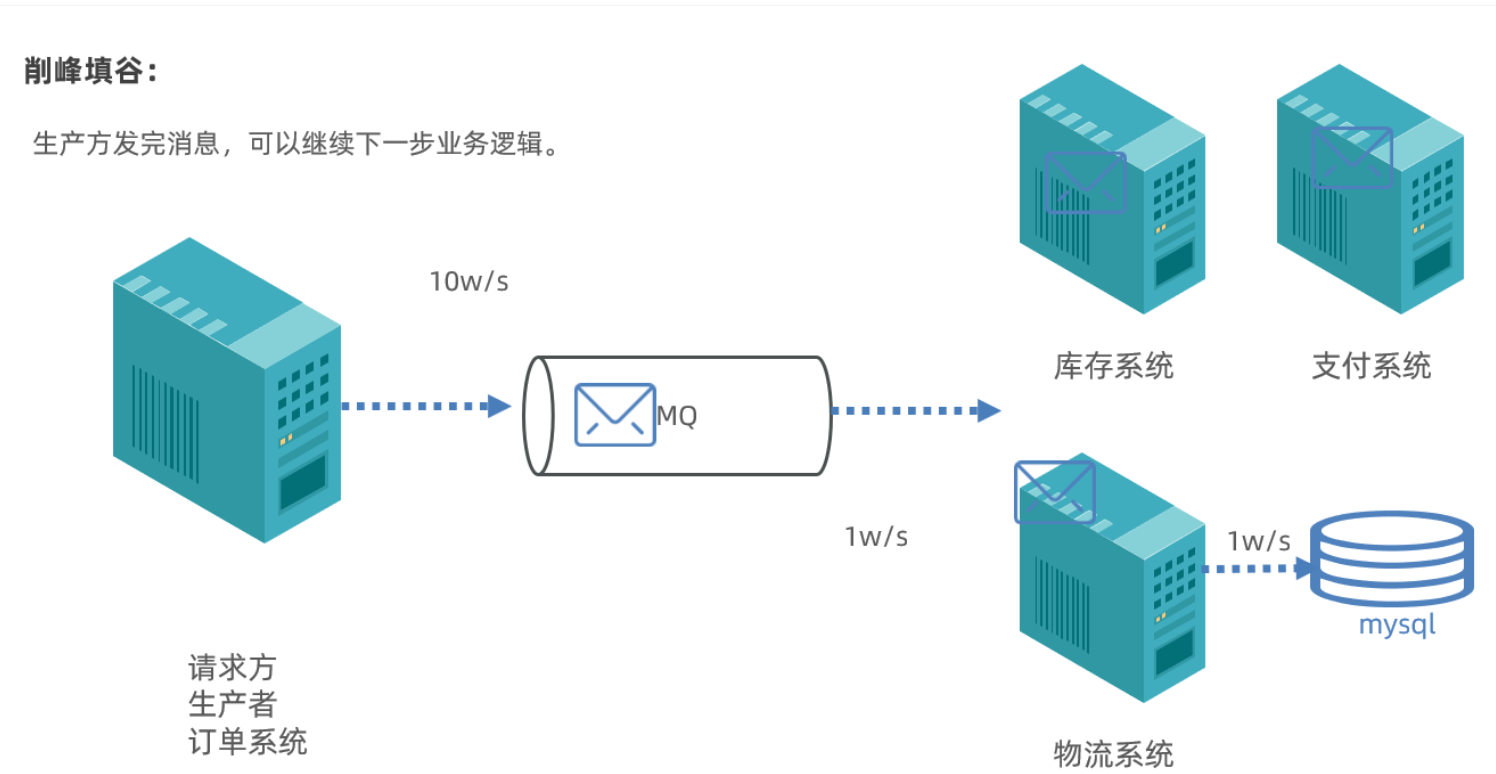 削峰填谷：
生产方发完消息，可以继续下一步业务逻辑。
10w/s
MQ
库存系统
支付系统
1w/s
1w/s
mysql
请求方
生产者
订单系统
物流系统